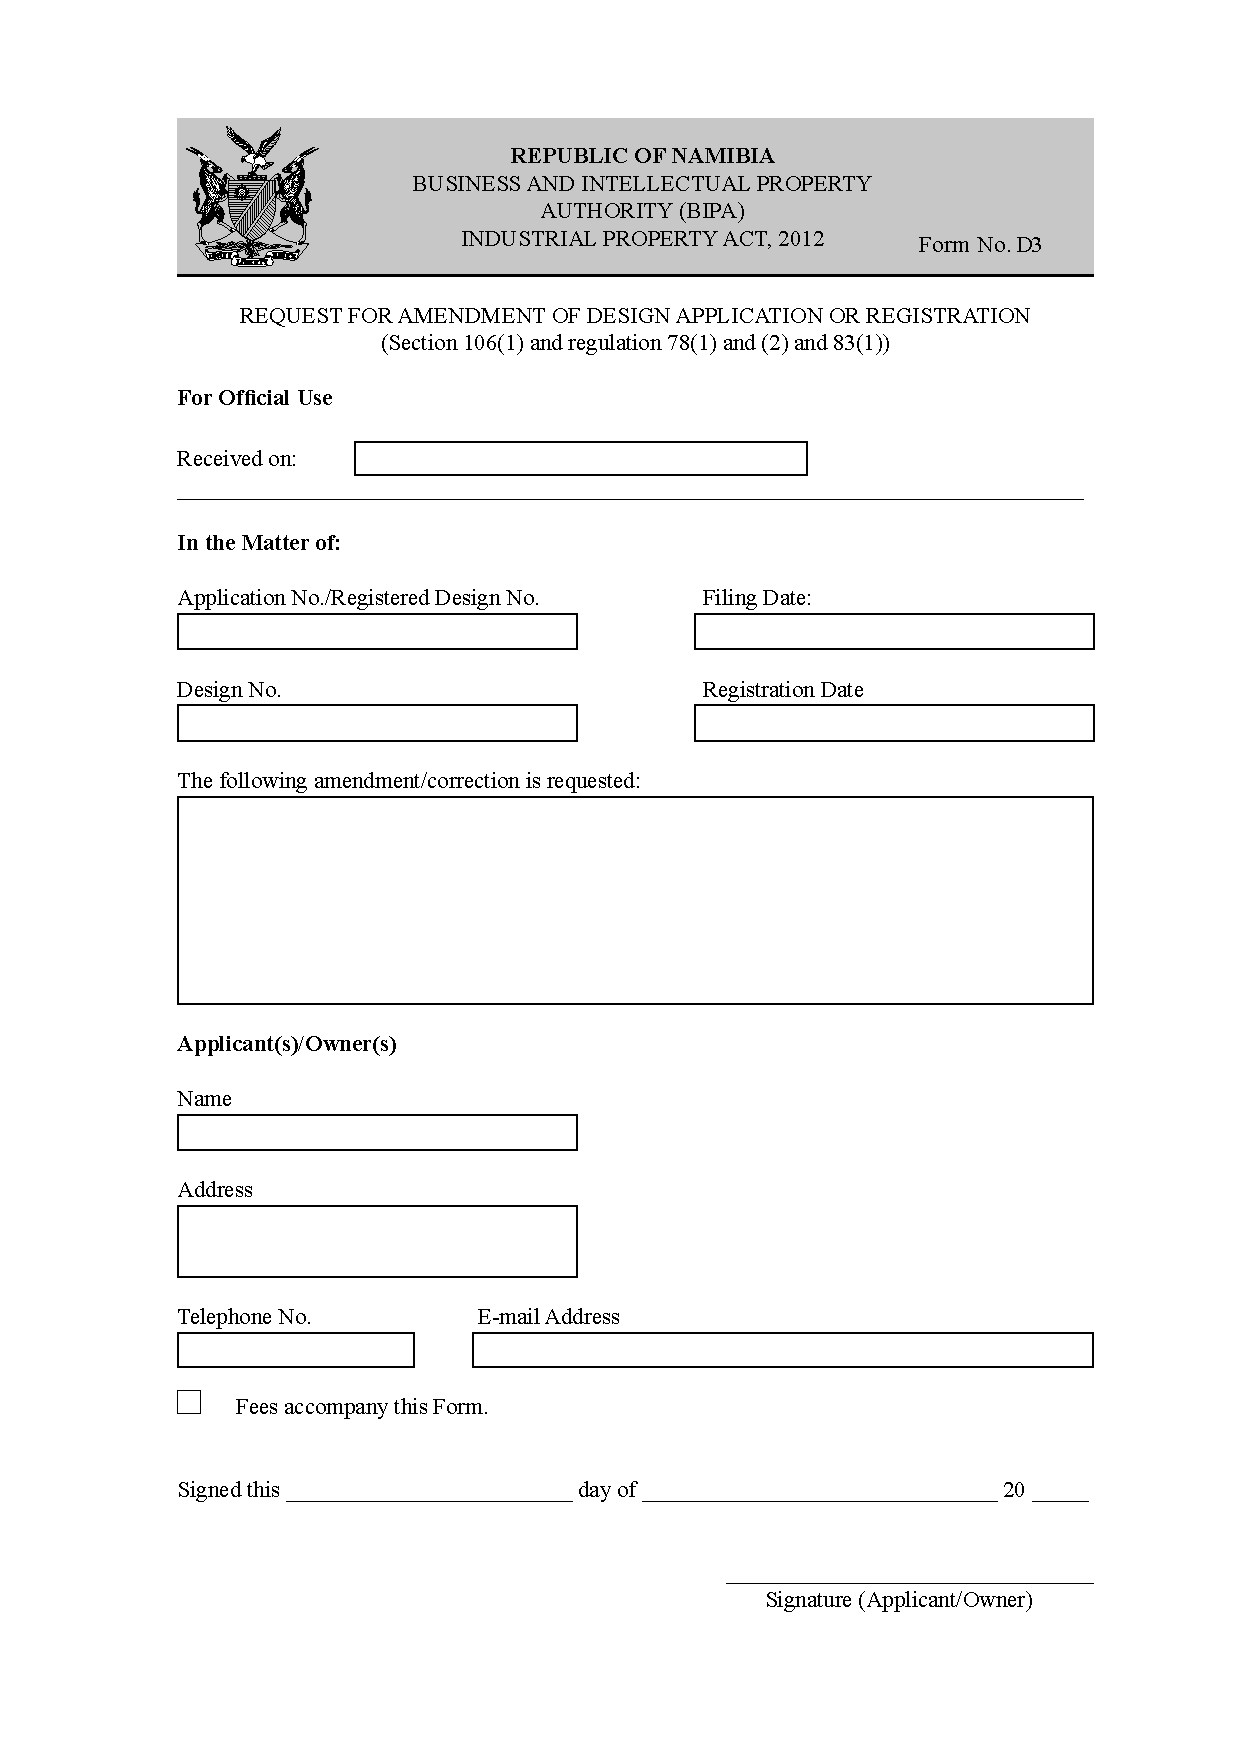 REPUBLIC OF NAMIBIA
BUSINESS AND INTELLECTUAL PROPERTY
AUTHORITY (BIPA)
INDUSTRIAL PROPERTY ACT, 2012
Form No. D3
REQUEST FOR AMENDMENT OF DESIGN APPLICATION OR REGISTRATION
(Section 106(1) and regulation 78(1) and (2) and 83(1))
For Official Use
Received on:
In the Matter of:
Application No./Registered Design No. Filing Date:
Design No. Registration Date
The following amendment/correction is requested:
Applicant(s)/Owner(s)
Name
Address
Telephone No. E-mail Address
Fees accompany this Form.
Signed this _________________________ day of _______________________________ 20 _____
Signature (Applicant/Owner)